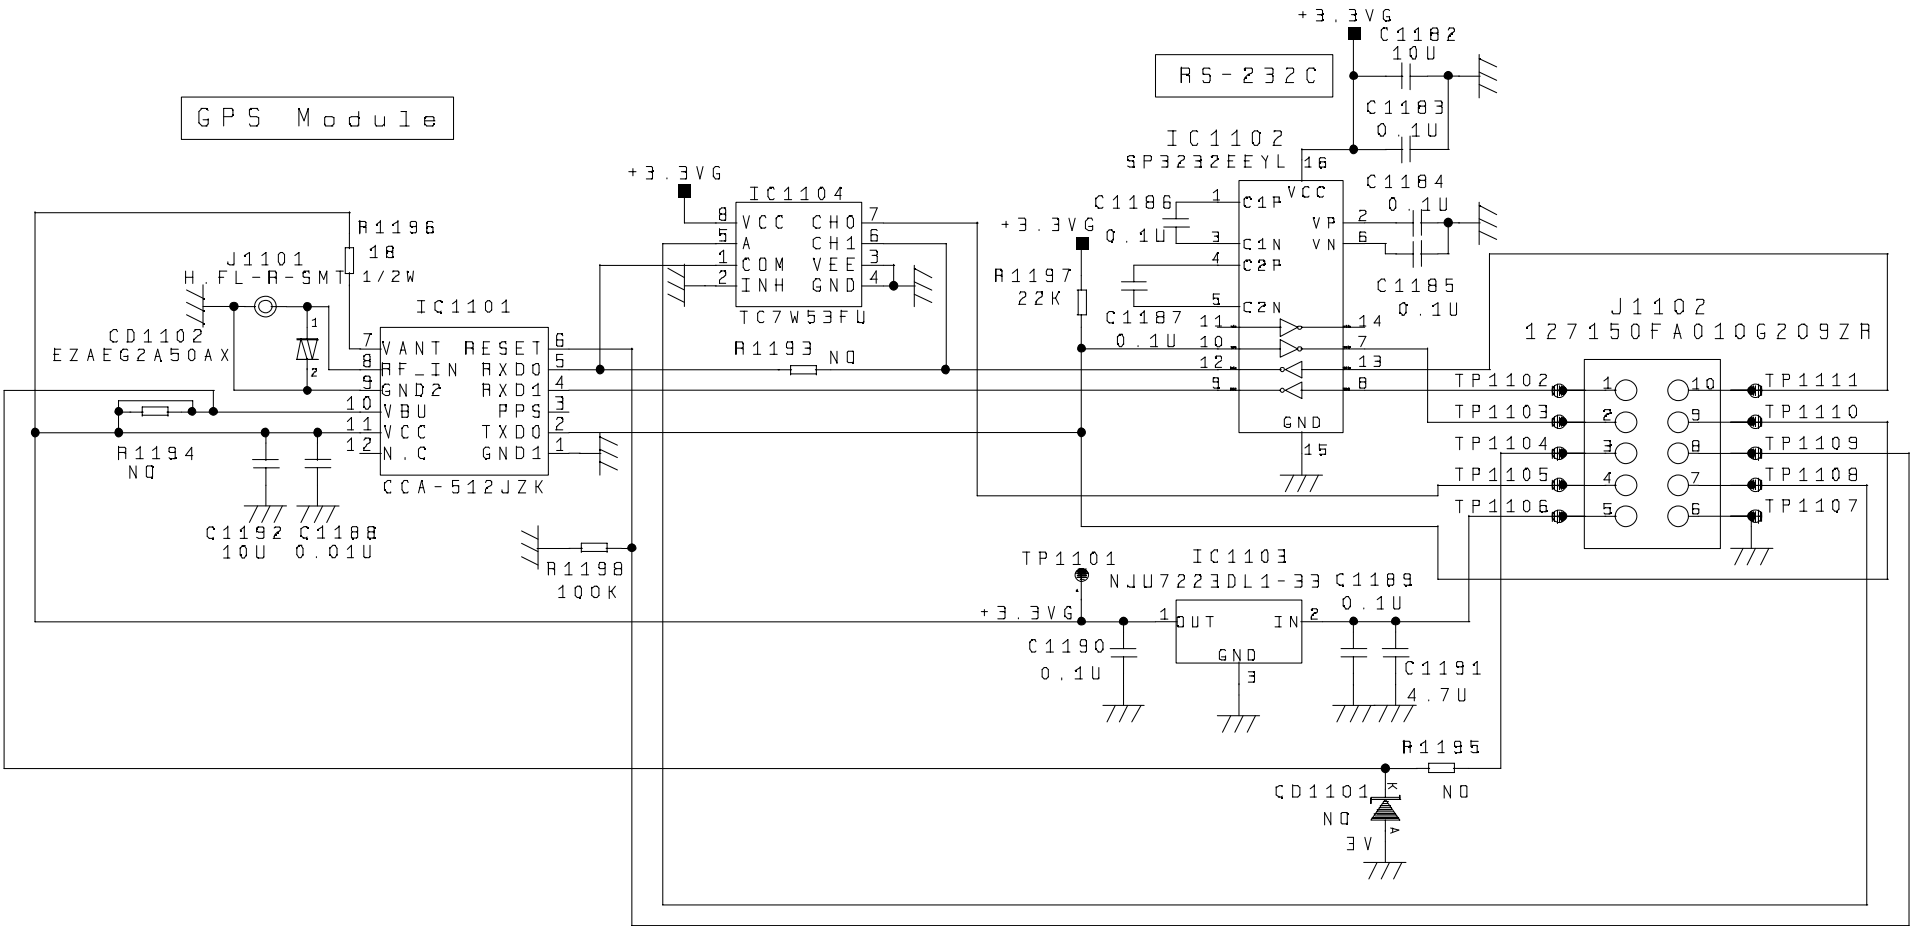 GPS Module
RS-232C
+3.3VG
C1182
10U
C1183
0.1U
IC1102
SP3232EEYL
16
VCC
1
C1P
3
C1N
4
C2P
5
C2N
VP
2
VN
6
C1186
0.1U
C1187
0.1U
C1184
0.1U
C1185
0.1U
11
14
10
7
12
13
9
8
GND
15
+3.3VG
R1197
22K
+3.3VG
IC1104
8
VCC
CH0
7
5
A
CH1
6
1
COM
VEE
3
2
INH
GND
4
TC7W53FU
R1193
NQ
R1196
18
1/2W
J1101
H.FL-R-SMT
CD1102
EZAEG2A50AX
1
2
IC1101
7
VANT
RESET
6
8
RF_IN
RXD0
5
9
GND2
RXD1
4
10
VBU
PPS
3
11
VCC
TXD0
2
12
N.C
GND1
1
CCA-512JZK
R1194
NQ
C1192
10U
C1188
0.01U
R1198
100K
J1102
127150FA010G209ZR
TP1102
1
10
TP1111
TP1103
2
9
TP1110
TP1104
3
8
TP1109
TP1105
4
7
TP1108
TP1106
5
6
TP1107
TP1101
+3.3VG
C1190
0.1U
IC1103
NJU7223DL1-33
1
OUT
IN
2
GND
3
C1189
0.1U
C1191
4.7U
R1195
NQ
CD1101
NQ
3V
K
A